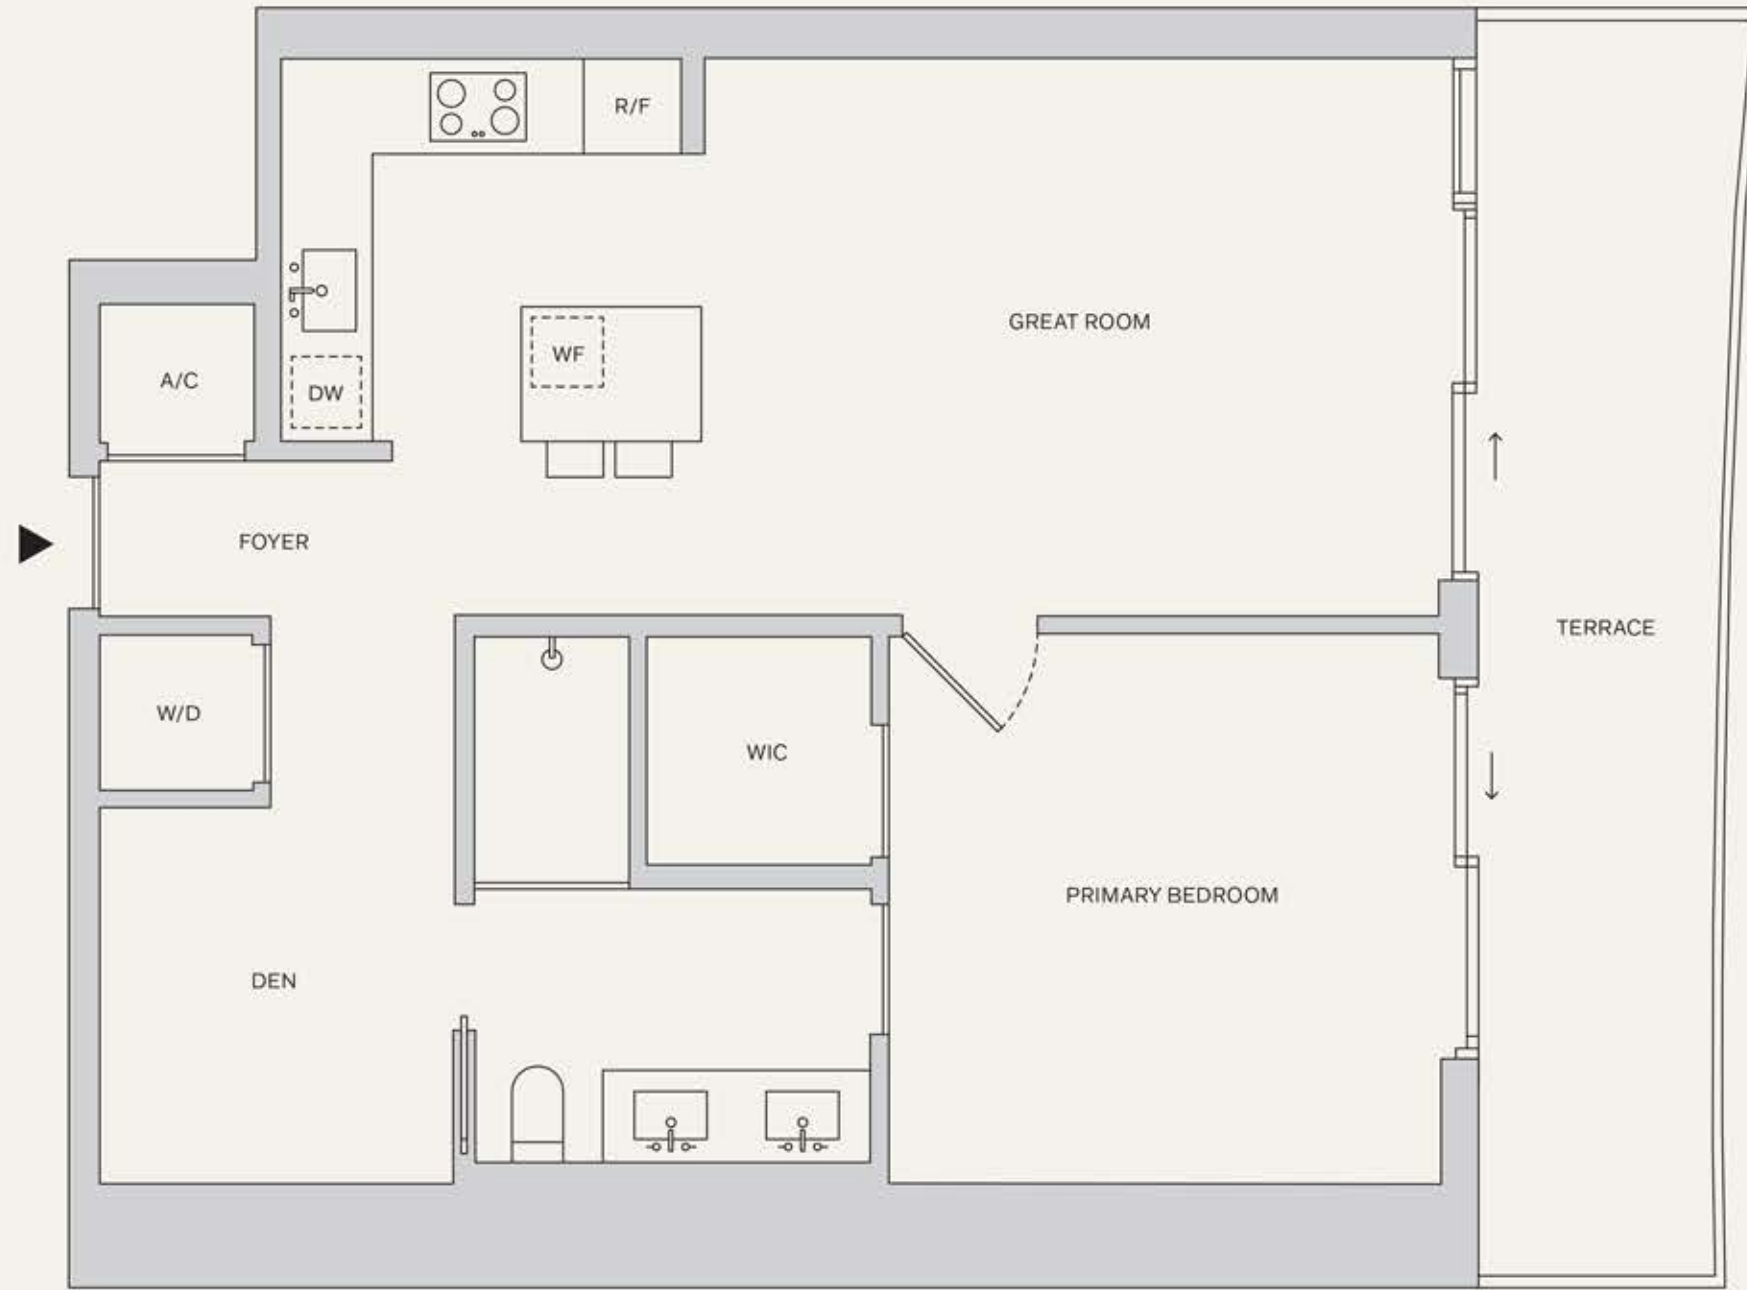 R/F
GREAT ROOM
WF
A/C
DW
FOYER
TERRACE
W/D
WIC
PRIMARY BEDROOM
DEN